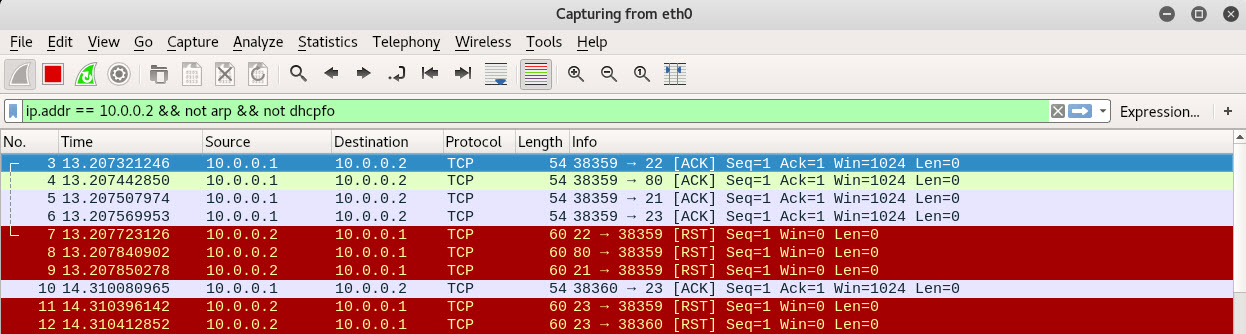 Capturing from eth0
File Edit View Go Capture Analyze Statistics Telephony Wireless Tools Help
ip.addr == 10.0.0.2 && not arp && not dhcpfo Expression... +
No. Time Source Destination Protocol Length Info
3 13.207321246 10.0.0.1 10.0.0.2 TCP 54 38359 → 22 [ACK] Seq=1 Ack=1 Win=1024 Len=0
4 13.207442850 10.0.0.1 10.0.0.2 TCP 54 38359 → 80 [ACK] Seq=1 Ack=1 Win=1024 Len=0
5 13.207507974 10.0.0.1 10.0.0.2 TCP 54 38359 → 21 [ACK] Seq=1 Ack=1 Win=1024 Len=0
6 13.207569953 10.0.0.1 10.0.0.2 TCP 54 38359 → 23 [ACK] Seq=1 Ack=1 Win=1024 Len=0
7 13.207723126 10.0.0.2 10.0.0.1 TCP 60 22 → 38359 [RST] Seq=1 Win=0 Len=0
8 13.207840902 10.0.0.2 10.0.0.1 TCP 60 80 → 38359 [RST] Seq=1 Win=0 Len=0
9 13.207850278 10.0.0.2 10.0.0.1 TCP 60 21 → 38359 [RST] Seq=1 Win=0 Len=0
10 14.310080965 10.0.0.1 10.0.0.2 TCP 54 38360 → 23 [ACK] Seq=1 Ack=1 Win=1024 Len=0
11 14.310396142 10.0.0.2 10.0.0.1 TCP 60 23 → 38359 [RST] Seq=1 Win=0 Len=0
12 14.310412852 10.0.0.2 10.0.0.1 TCP 60 23 → 38360 [RST] Seq=1 Win=0 Len=0